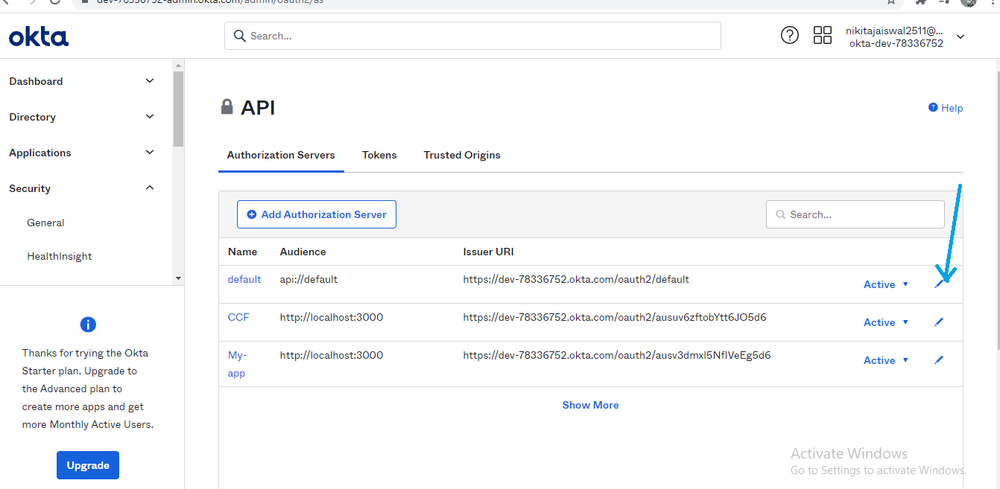 dev-78336752-admin.okta.com/admin/oauth2/as
okta
Search...
nikitajaiswal2511@...
okta-dev-78336752
Dashboard
Directory
Applications
Security
General
HealthInsight
Thanks for trying the Okta
Starter plan. Upgrade to
the Advanced plan to
create more apps and get
more Monthly Active Users.
Upgrade
API
Help
Authorization Servers Tokens Trusted Origins
Add Authorization Server
Search...
Name Audience Issuer URI
default api://default https://dev-78336752.okta.com/oauth2/default Active
CCF http://localhost:3000 https://dev-78336752.okta.com/oauth2/ausuv6zftobYtt6JO5d6 Active
My- http://localhost:3000 https://dev-78336752.okta.com/oauth2/ausv3dmxl5NfIVeEg5d6 Active
app
Show More
Activate Windows
Go to Settings to activate Windows.